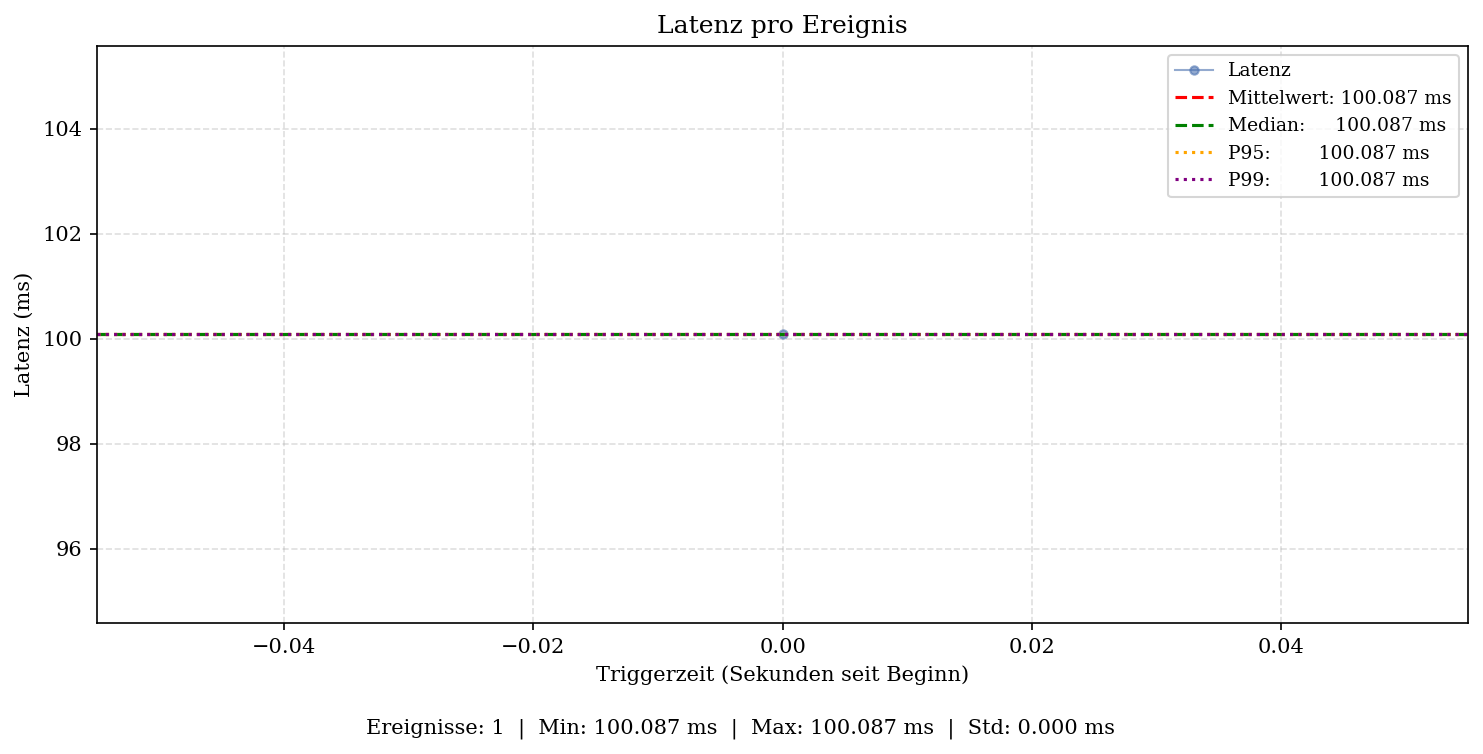 Latenz pro Ereignis
Latenz (ms)
104
102
100
98
96
Latenz
Mittelwert: 100.087 ms
Median: 100.087 ms
P95: 100.087 ms
P99: 100.087 ms
−0.04 −0.02 0.00 0.02 0.04
Triggerzeit (Sekunden seit Beginn)
Ereignisse: 1 | Min: 100.087 ms | Max: 100.087 ms | Std: 0.000 ms